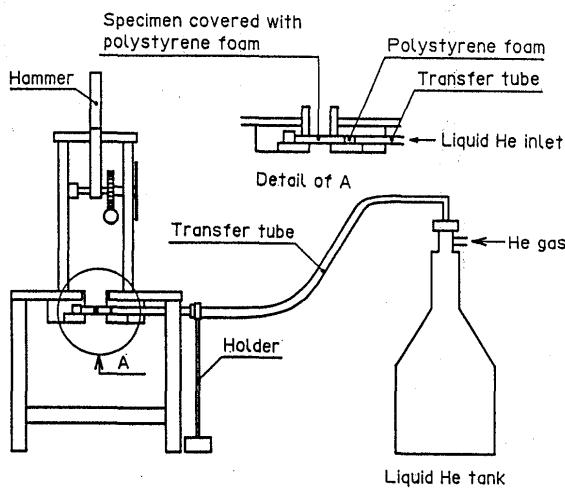 Specimen covered with
polystyrene foam
Polystyrene foam
Hammer
Transfer tube
Liquid He inlet
Detail of A
Transfer tube
He gas
A
Holder
Liquid He tank